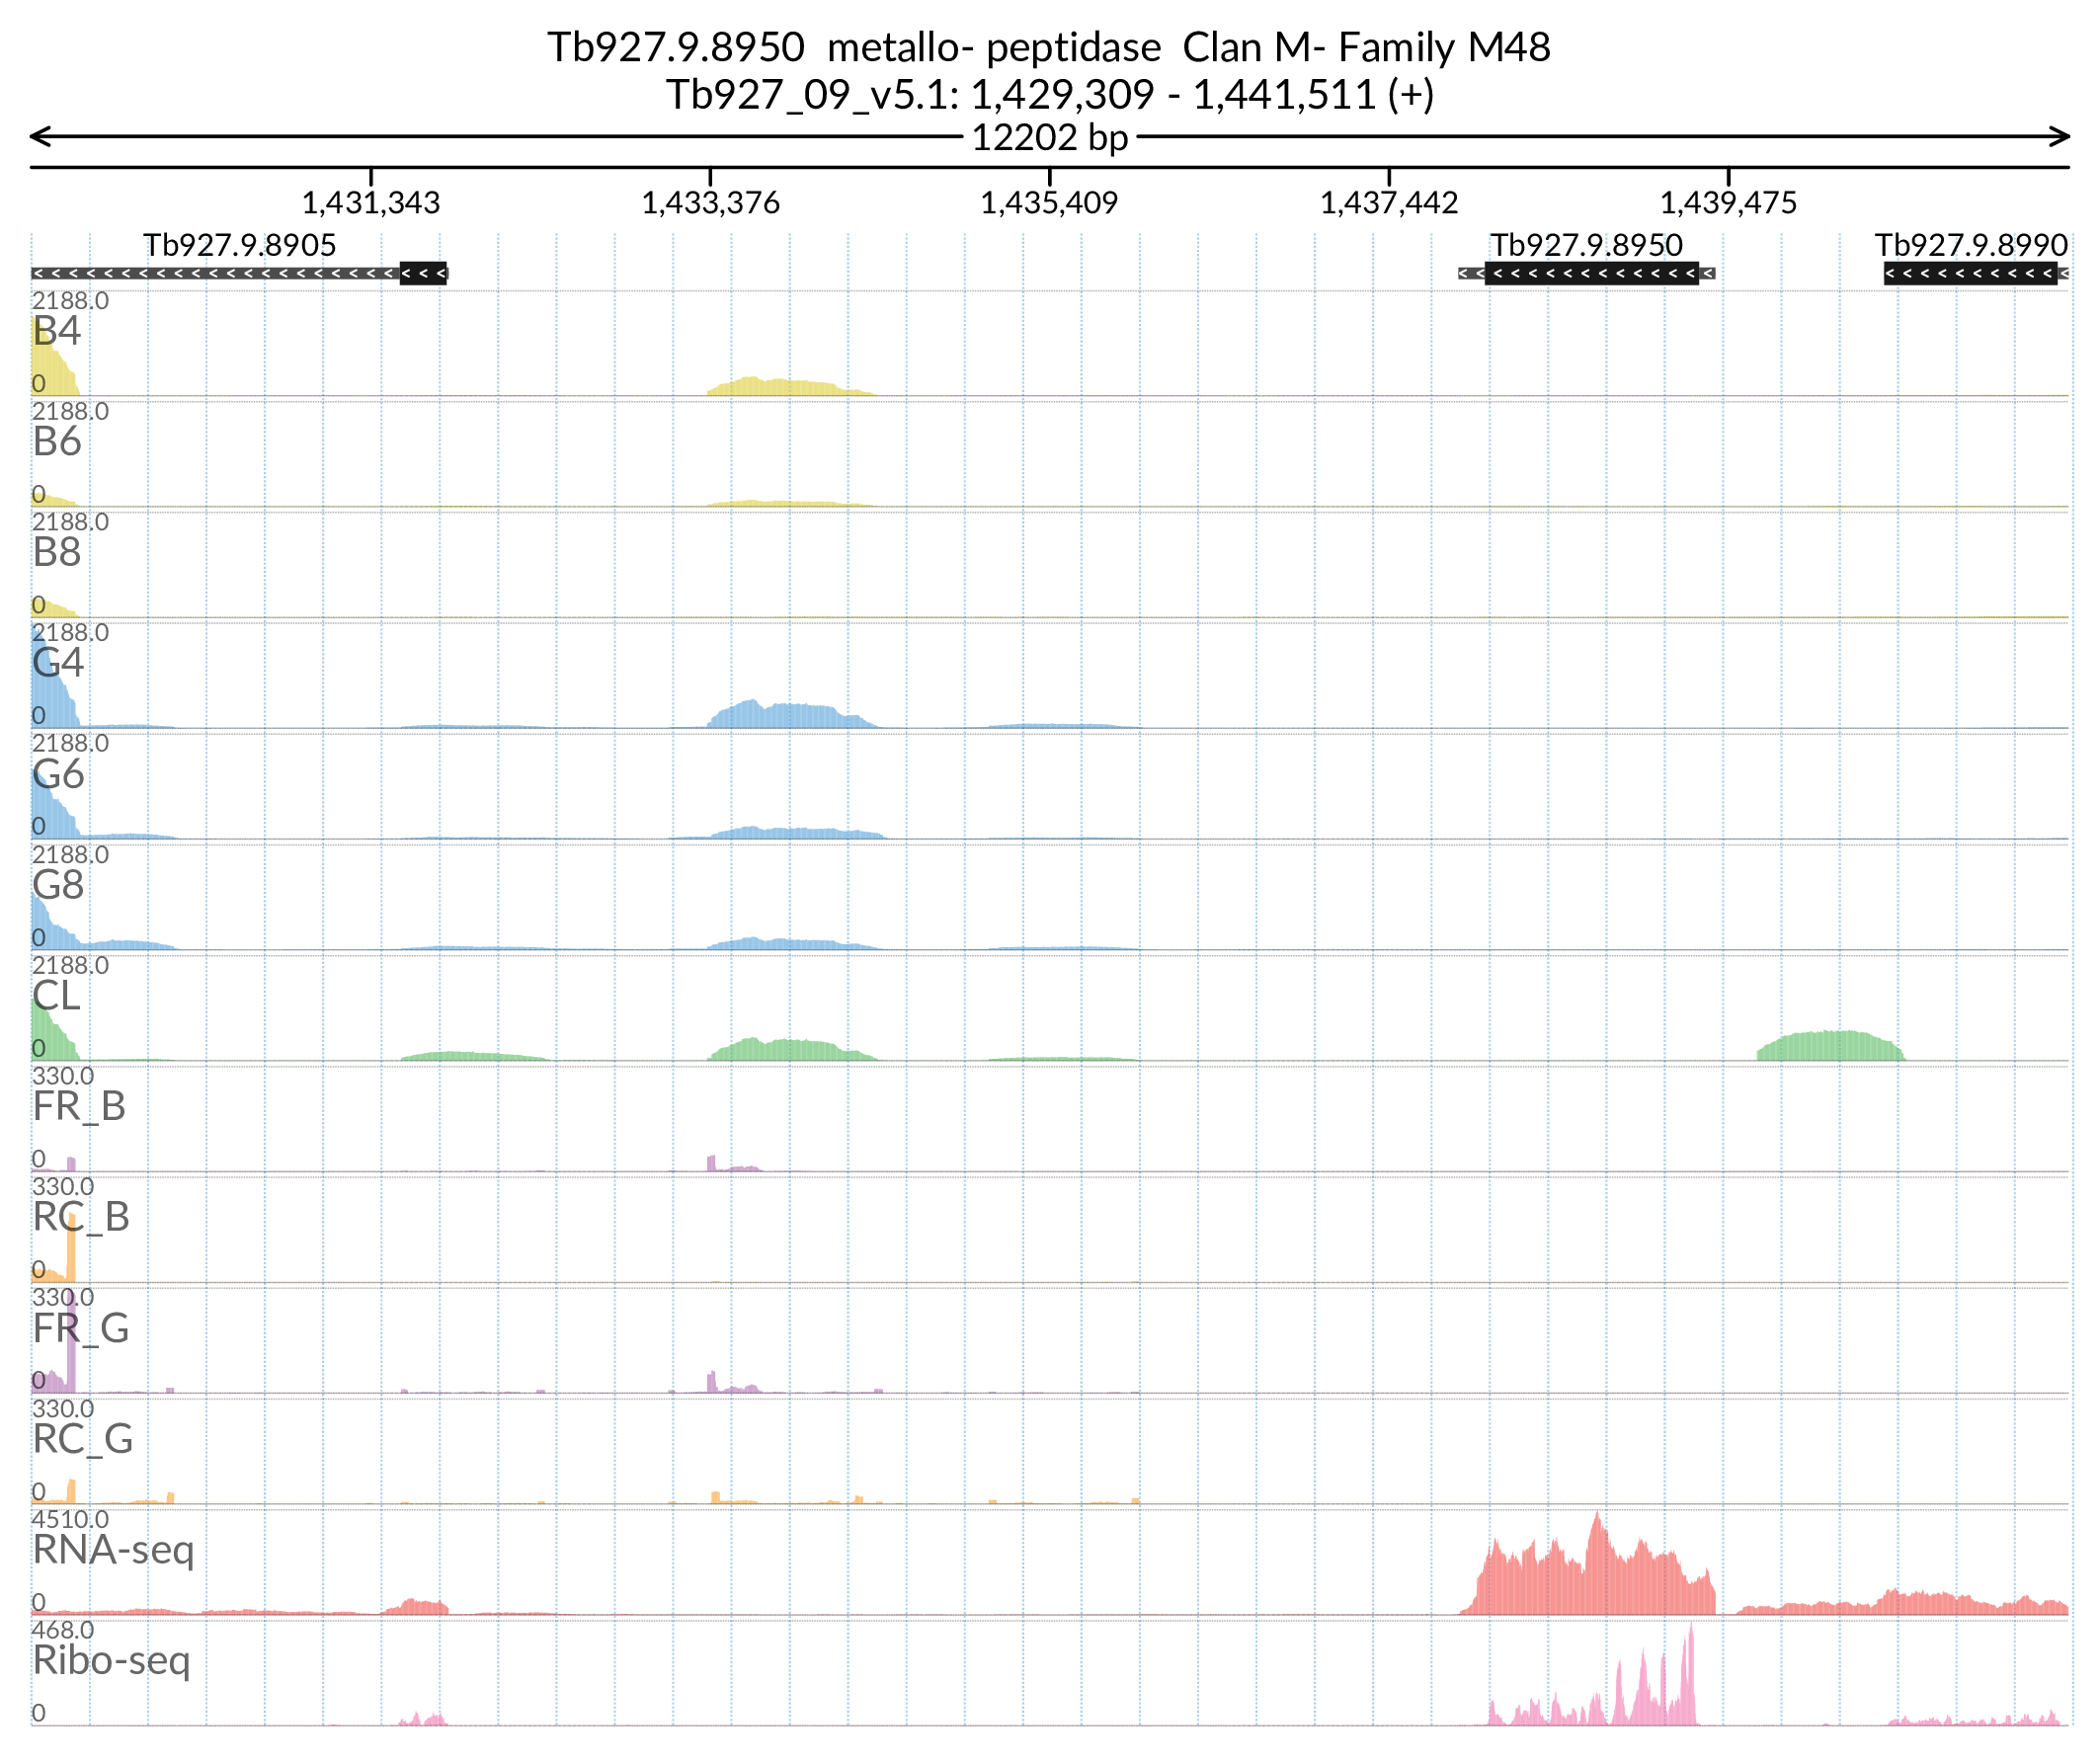 Tb927.9.8950 metallo- peptidase Clan M- Family M48
Tb927_09_v5.1: 1,429,309 - 1,441,511 (+)
12202 bp
1,431,343 1,433,376 1,435,409 1,437,442 1,439,475
Tb927.9.8905 Tb927.9.8950 Tb927.9.8990
2188.0
B4
0
2188.0
B6
0
2188.0
B8
0
2188.0
G4
0
2188.0
G6
0
2188.0
G8
0
2188.0
CL
0
330.0
FR_B
0
330.0
RC_B
0
330.0
FR_G
0
330.0
RC_G
0
4510.0
RNA-seq
0
468.0
Ribo-seq
0